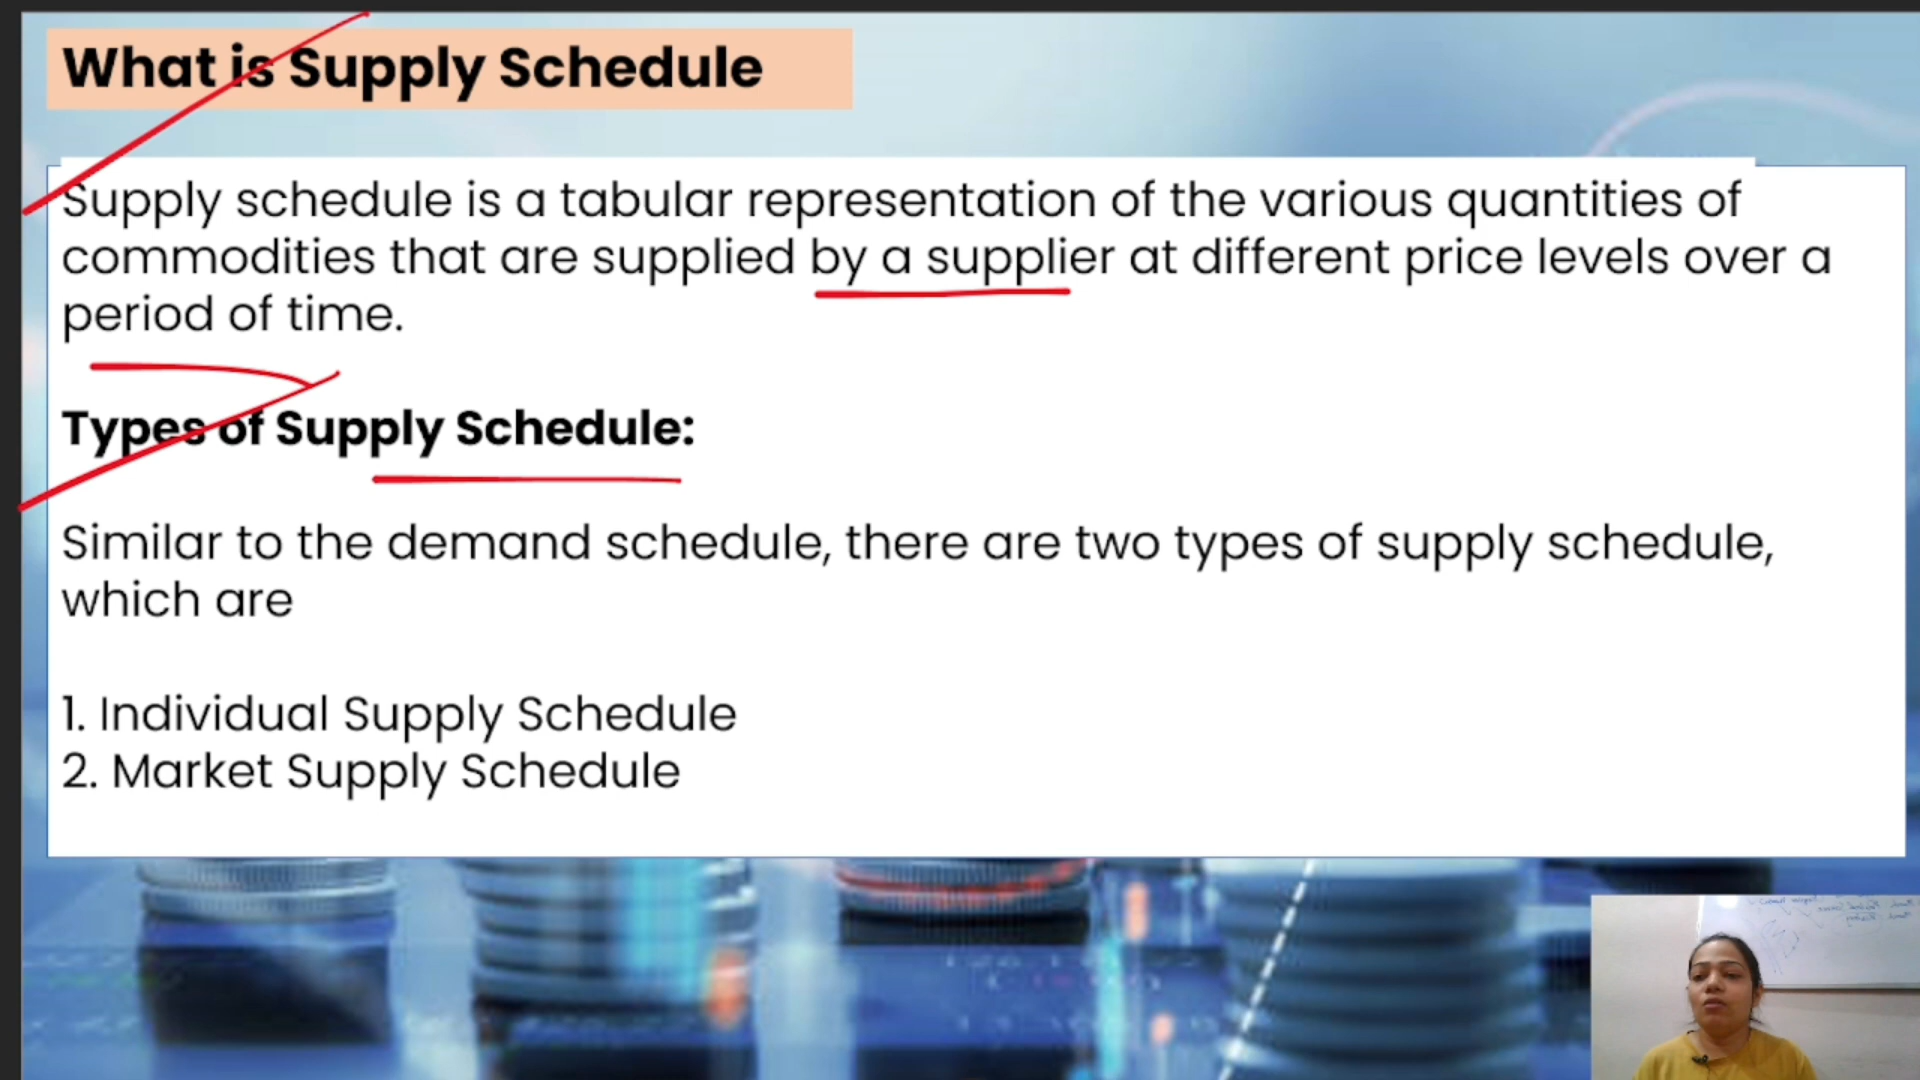 What is Supply Schedule
Supply schedule is a tabular representation of the various quantities of
commodities that are supplied by a supplier at different price levels over a
period of time.
Types of Supply Schedule:
Similar to the demand schedule, there are two types of supply schedule,
which are
1. Individual Supply Schedule
2. Market Supply Schedule